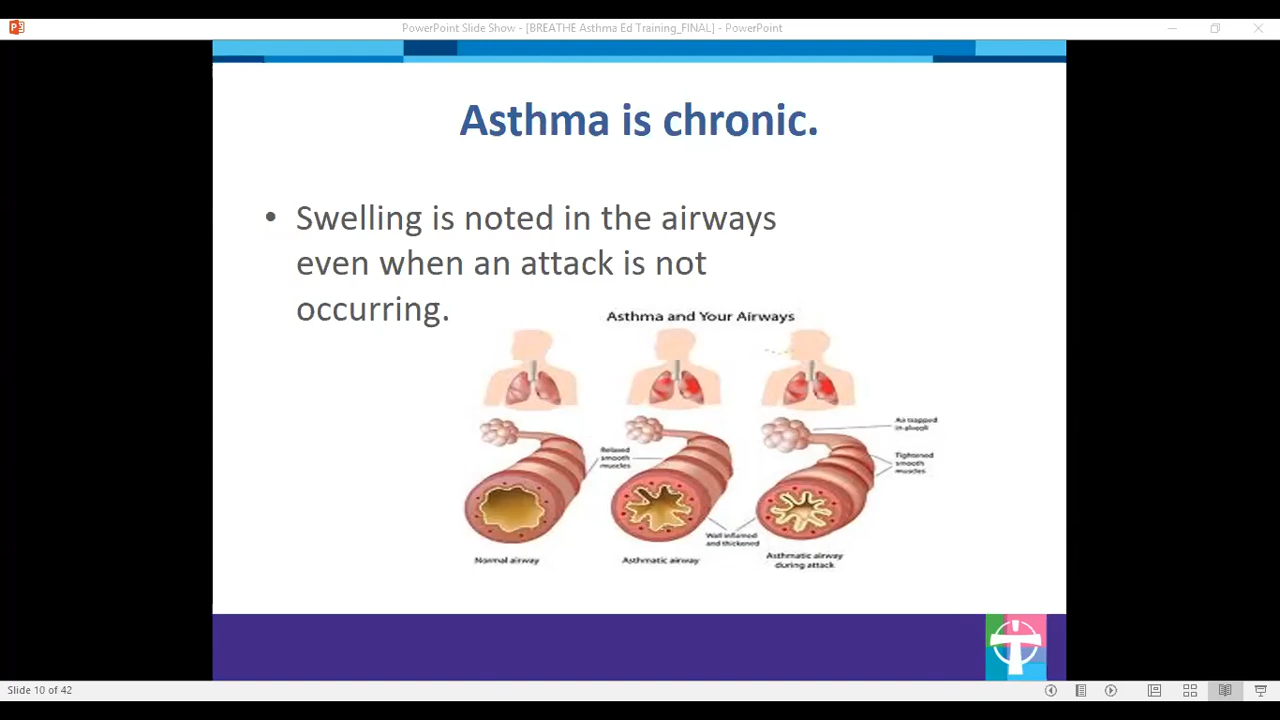 PowerPoint Slide Show - [BREATHE Asthma Ed Training_FINAL] - PowerPoint
Asthma is chronic.
• Swelling is noted in the airways
even when an attack is not
occurring.
Asthma and Your Airways
Air trapped
in alveoli
Relaxed
smooth
muscles
Tightened
smooth
muscles
Wall inflamed
and thickened
Normal airway
Asthmatic airway
Asthmatic airway
during attack
Slide 10 of 42